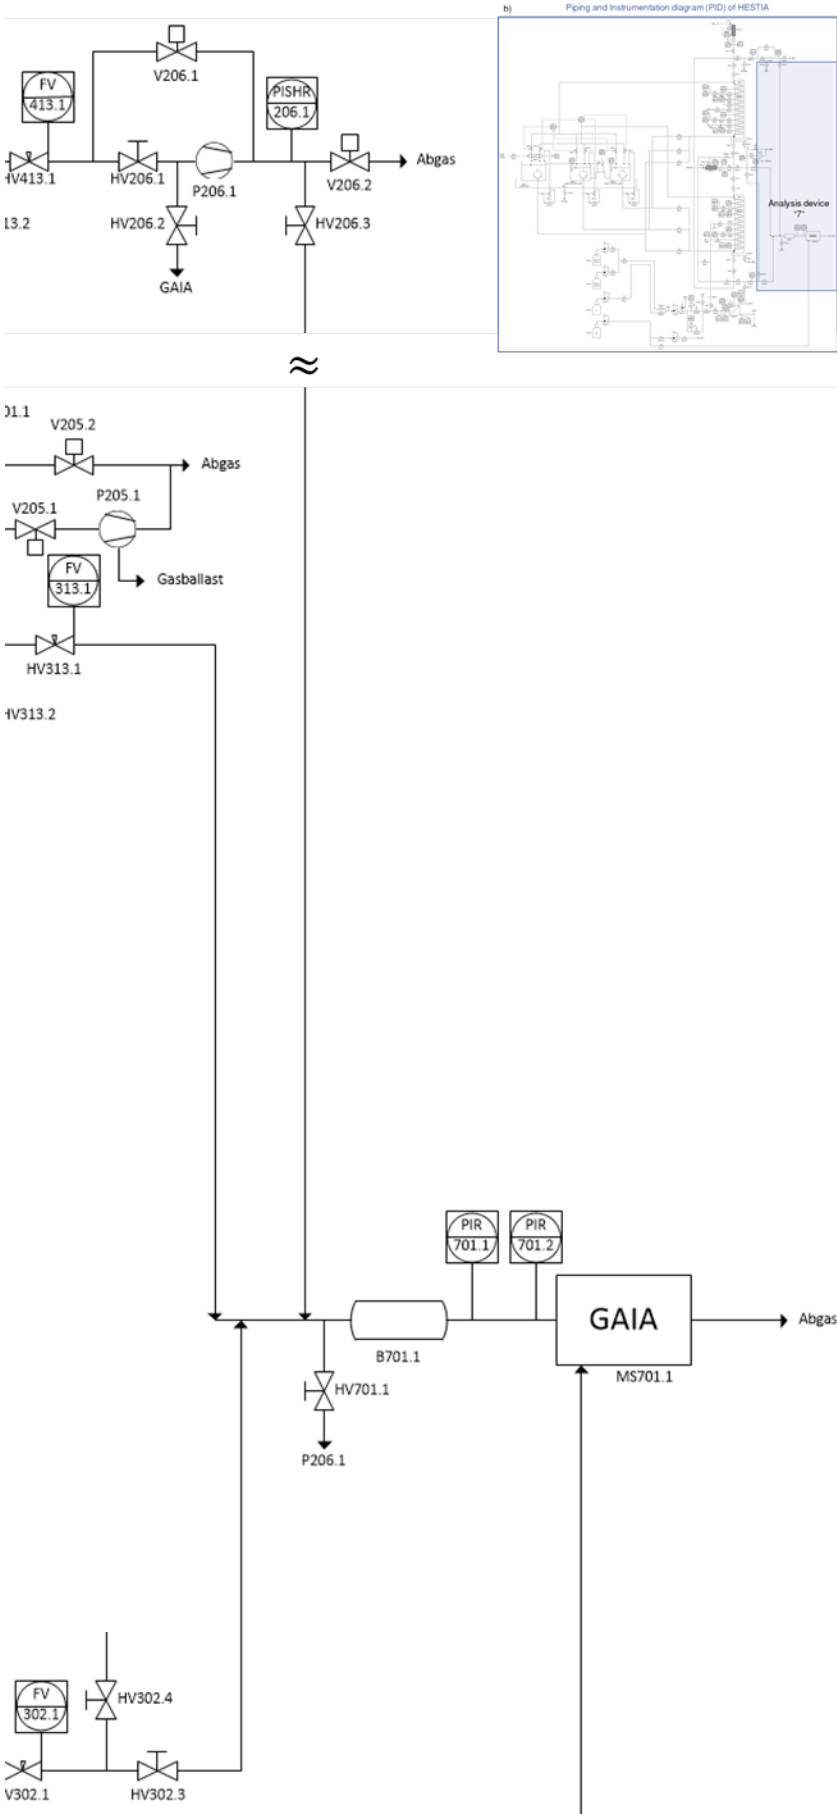 b) Piping and Instrumentation diagram (PID) of HESTIA
Analysis device
"7"
V206.1
FV
413.1
PISHR
206.1
HV413.1
HV206.1
P206.1
V206.2
Abgas
13.2
HV206.2
HV206.3
GAIA
≈
01.1
V205.2
Abgas
V205.1
P205.1
FV
313.1
Gasballast
HV313.1
HV313.2
PIR
701.1
PIR
701.2
GAIA
Abgas
B701.1
MS701.1
HV701.1
P206.1
FV
302.1
HV302.4
V302.1
HV302.3